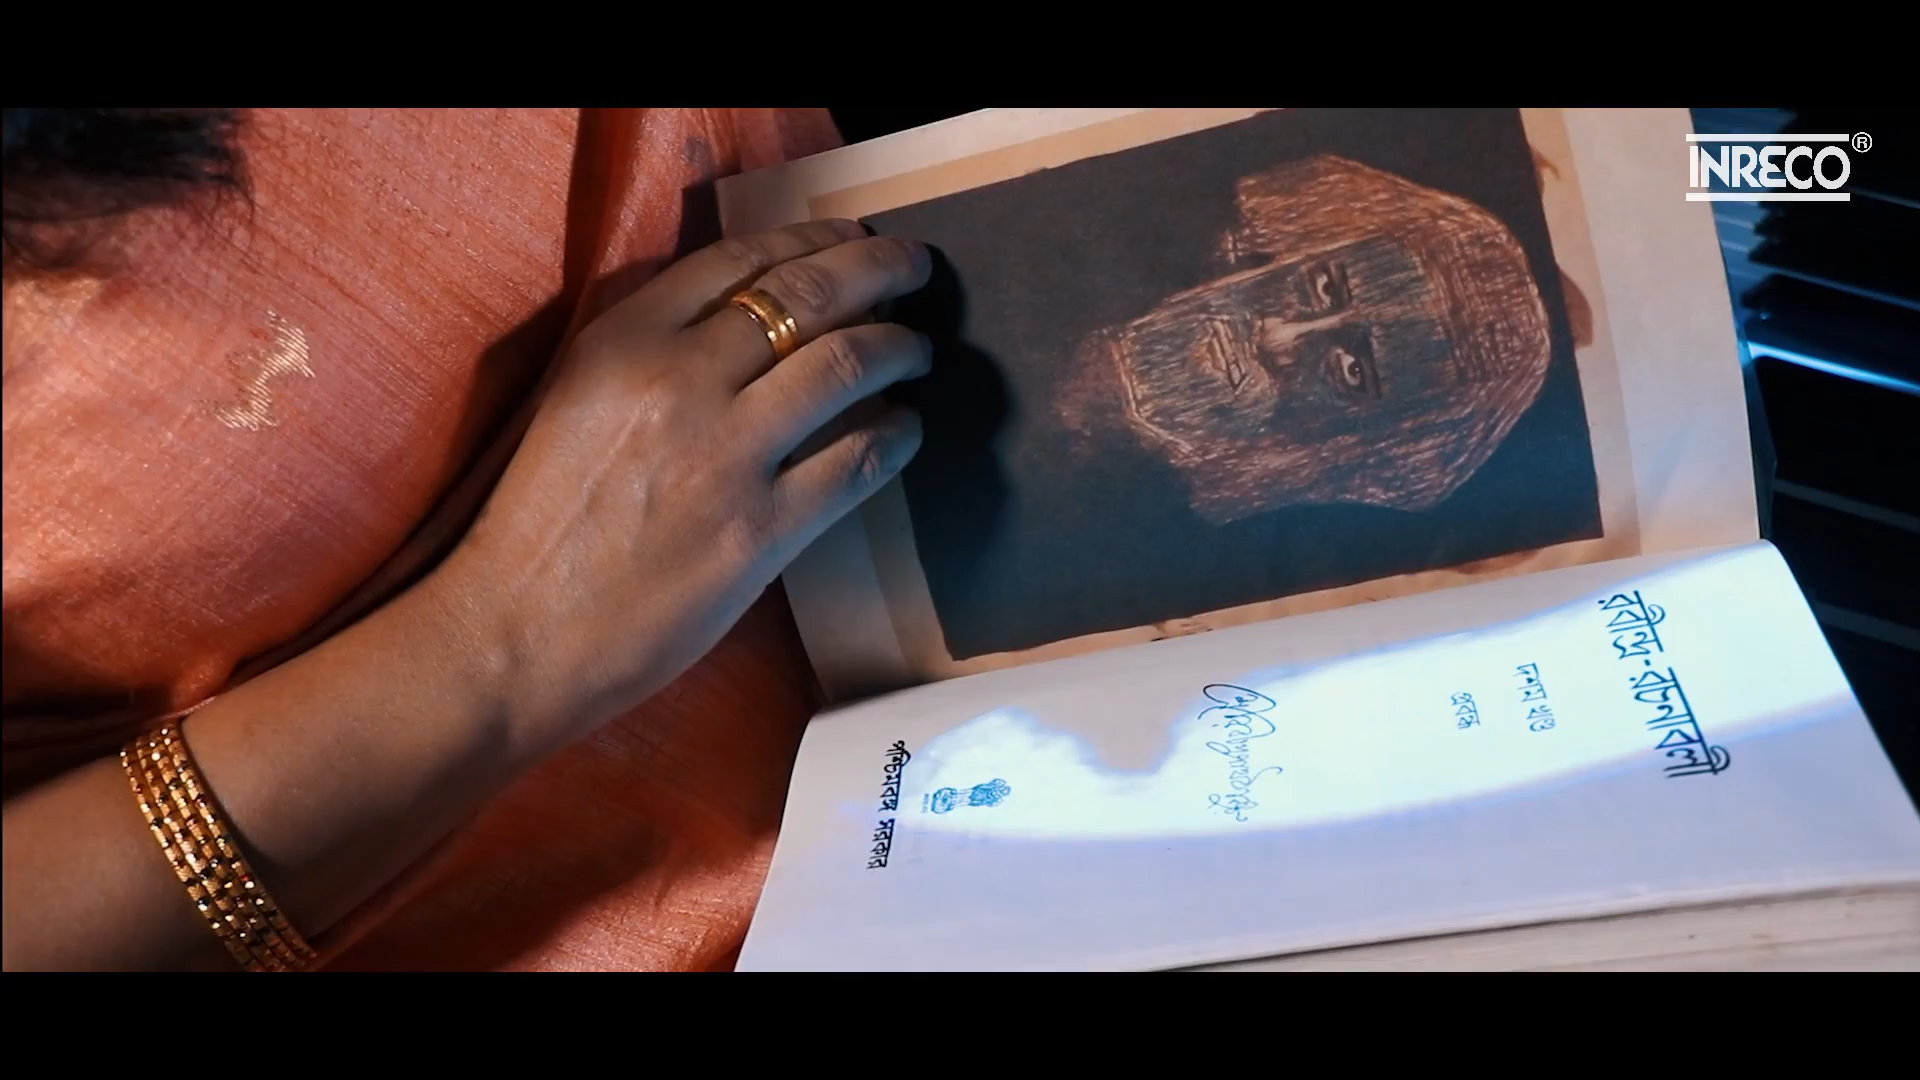 INRECO®
রবীন্দ্র-রচনাবলী
দশম খণ্ড
প্রবন্ধ
পশ্চিমবঙ্গ সরকার